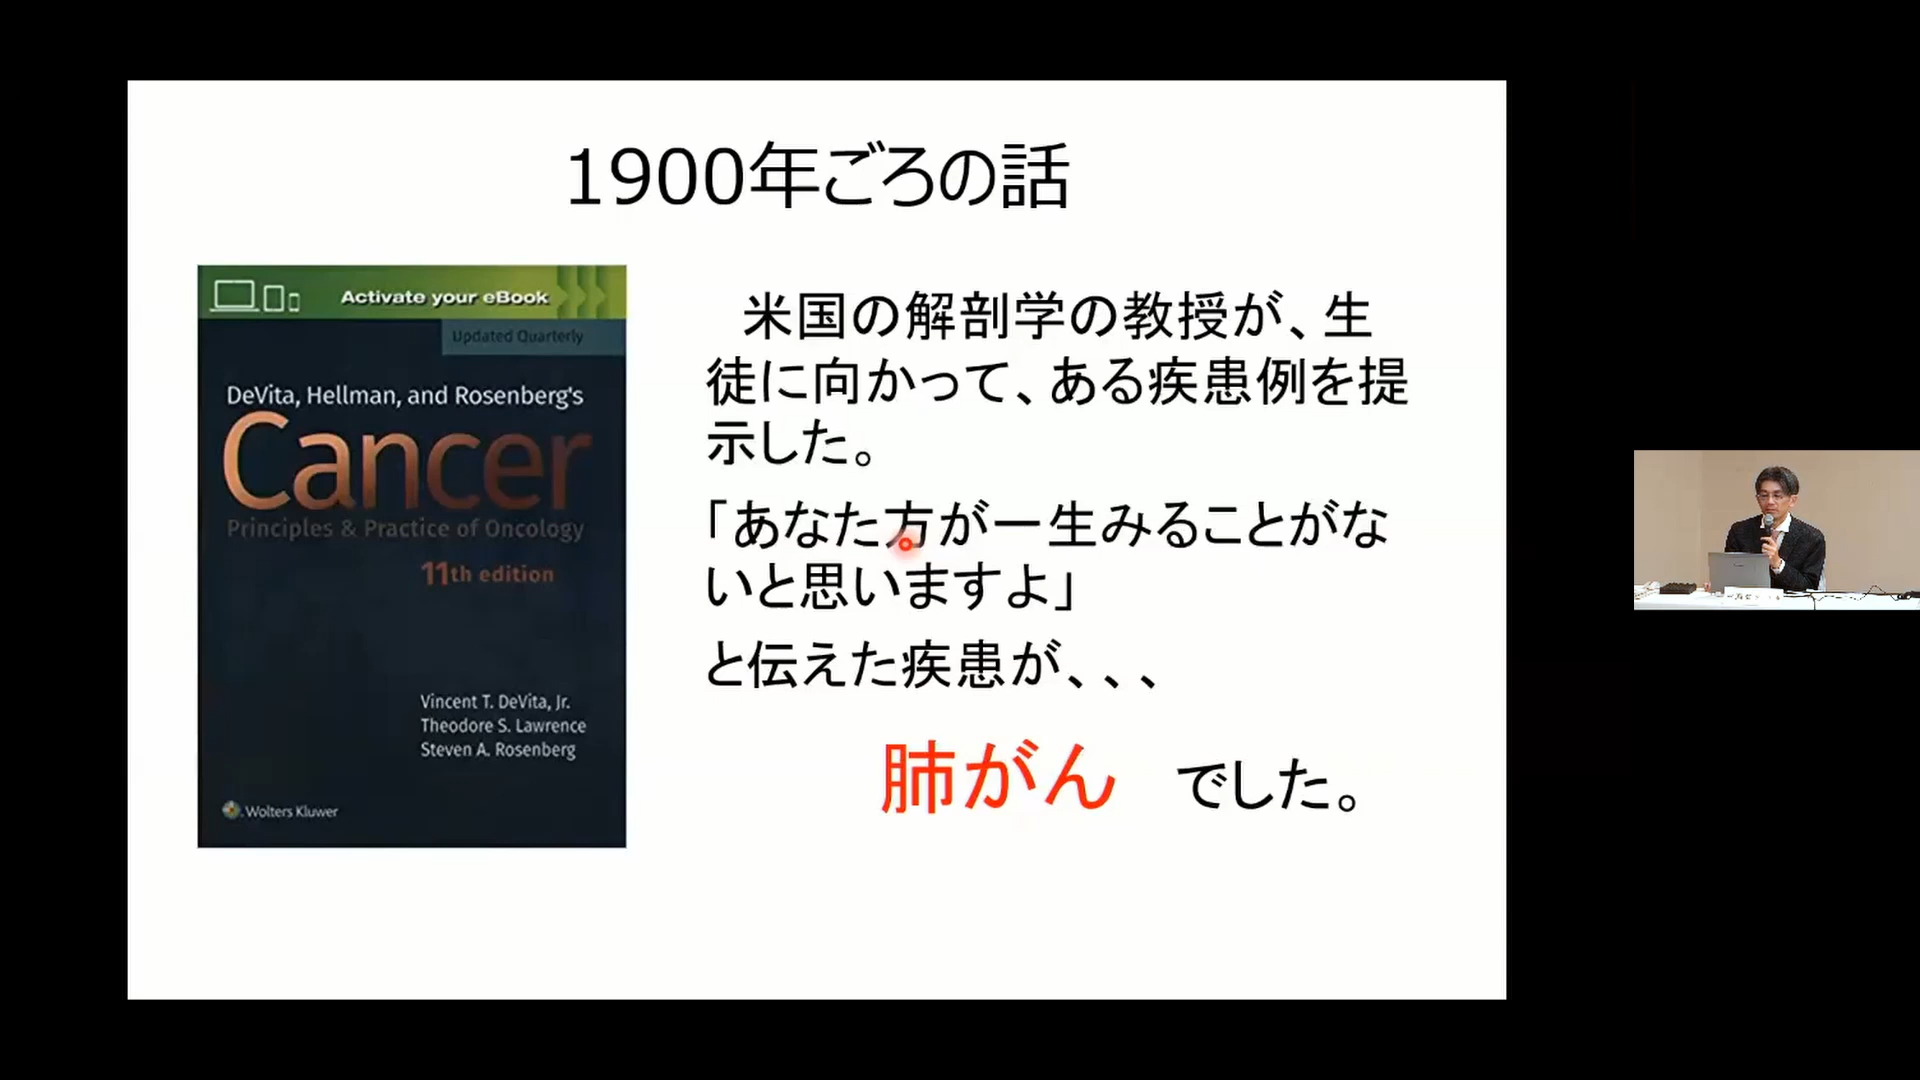 1900年ごろの話
Activate your eBook
Updated Quarterly
DeVita, Hellman, and Rosenberg's
Cancer
Principles & Practice of Oncology
11th edition
Vincent T. DeVita, Jr.
Theodore S. Lawrence
Steven A. Rosenberg
Wolters Kluwer
米国の解剖学の教授が、生
徒に向かって、ある疾患例を提
示した。
「あなた方が一生みることがな
いと思いますよ」
と伝えた疾患が、、、
肺がん でした。